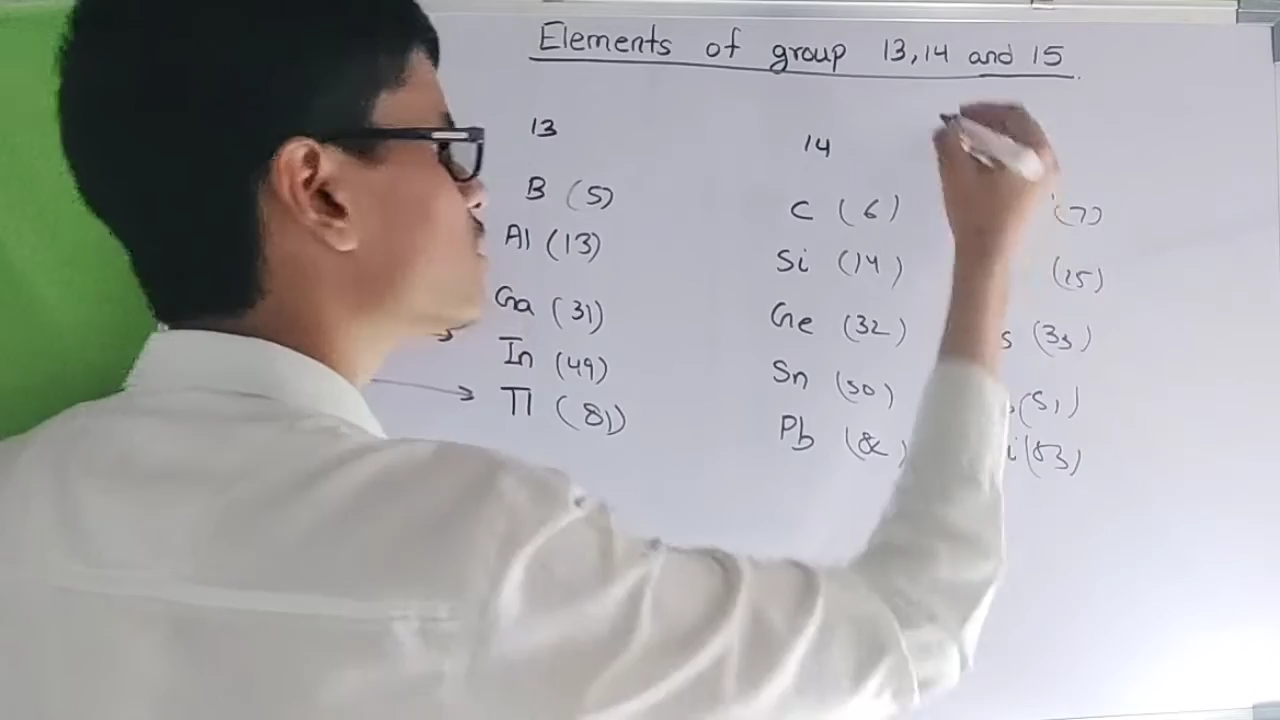 Elements of group 13,14 and 15
13 14
B (5) C (6) (7)
Al (13) Si (14) (15)
Ga (31) Ge (32) s (33)
In (49) Sn (50) (51)
Tl (81) Pb (82) i (83)